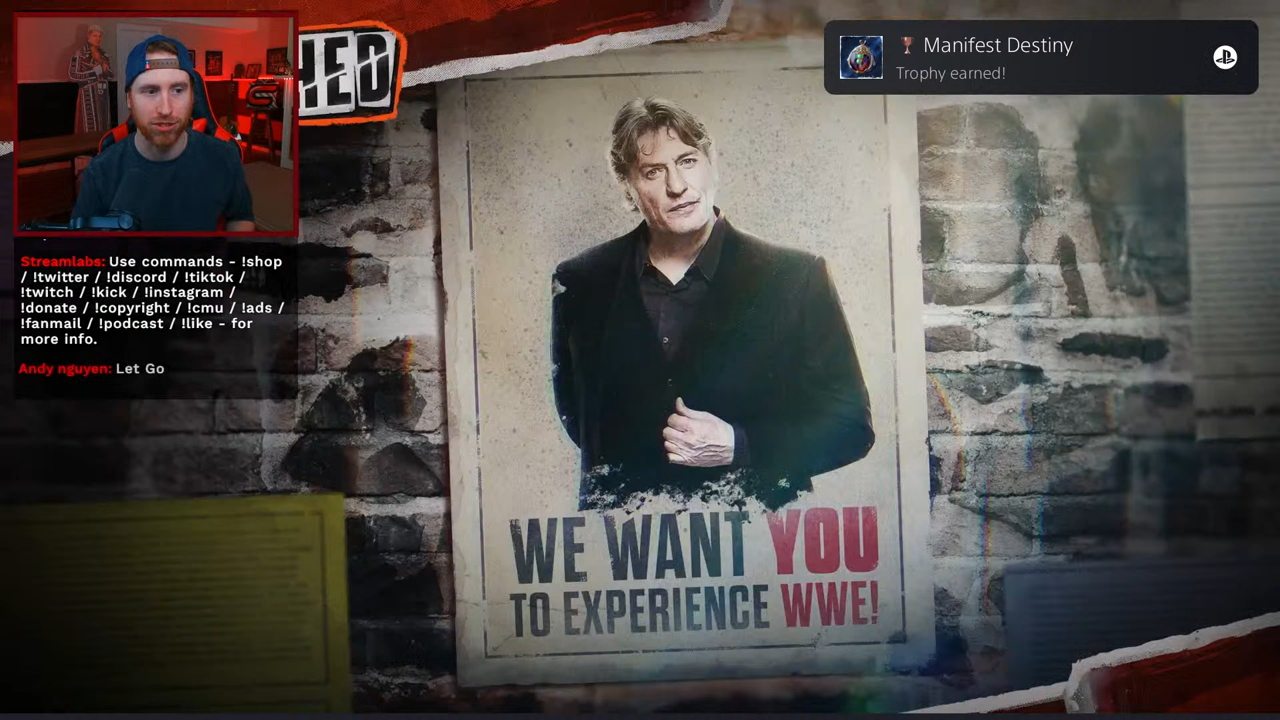 HED
Manifest Destiny
Trophy earned!
Streamlabs: Use commands - !shop
/ !twitter / !discord / !tiktok /
!twitch / !kick / !instagram /
!donate / !copyright / !cmu / !ads /
!fanmail / !podcast / !like - for
more info.
Andy nguyen: Let Go
WE WANT YOU
TO EXPERIENCE WWE!